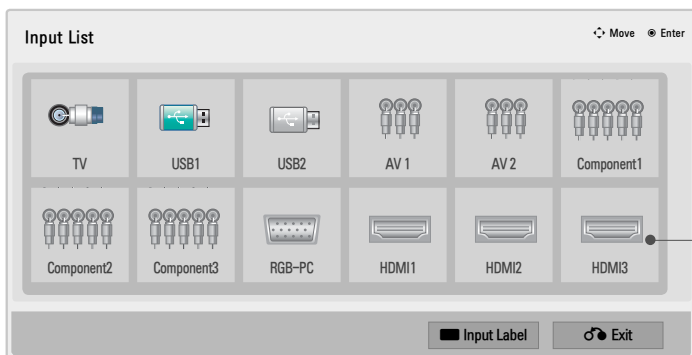 Input List
Move Enter
TV USB1 USB2 AV 1 AV 2 Component1
Component2 Component3 RGB-PC HDMI1 HDMI2 HDMI3
Input Label Exit